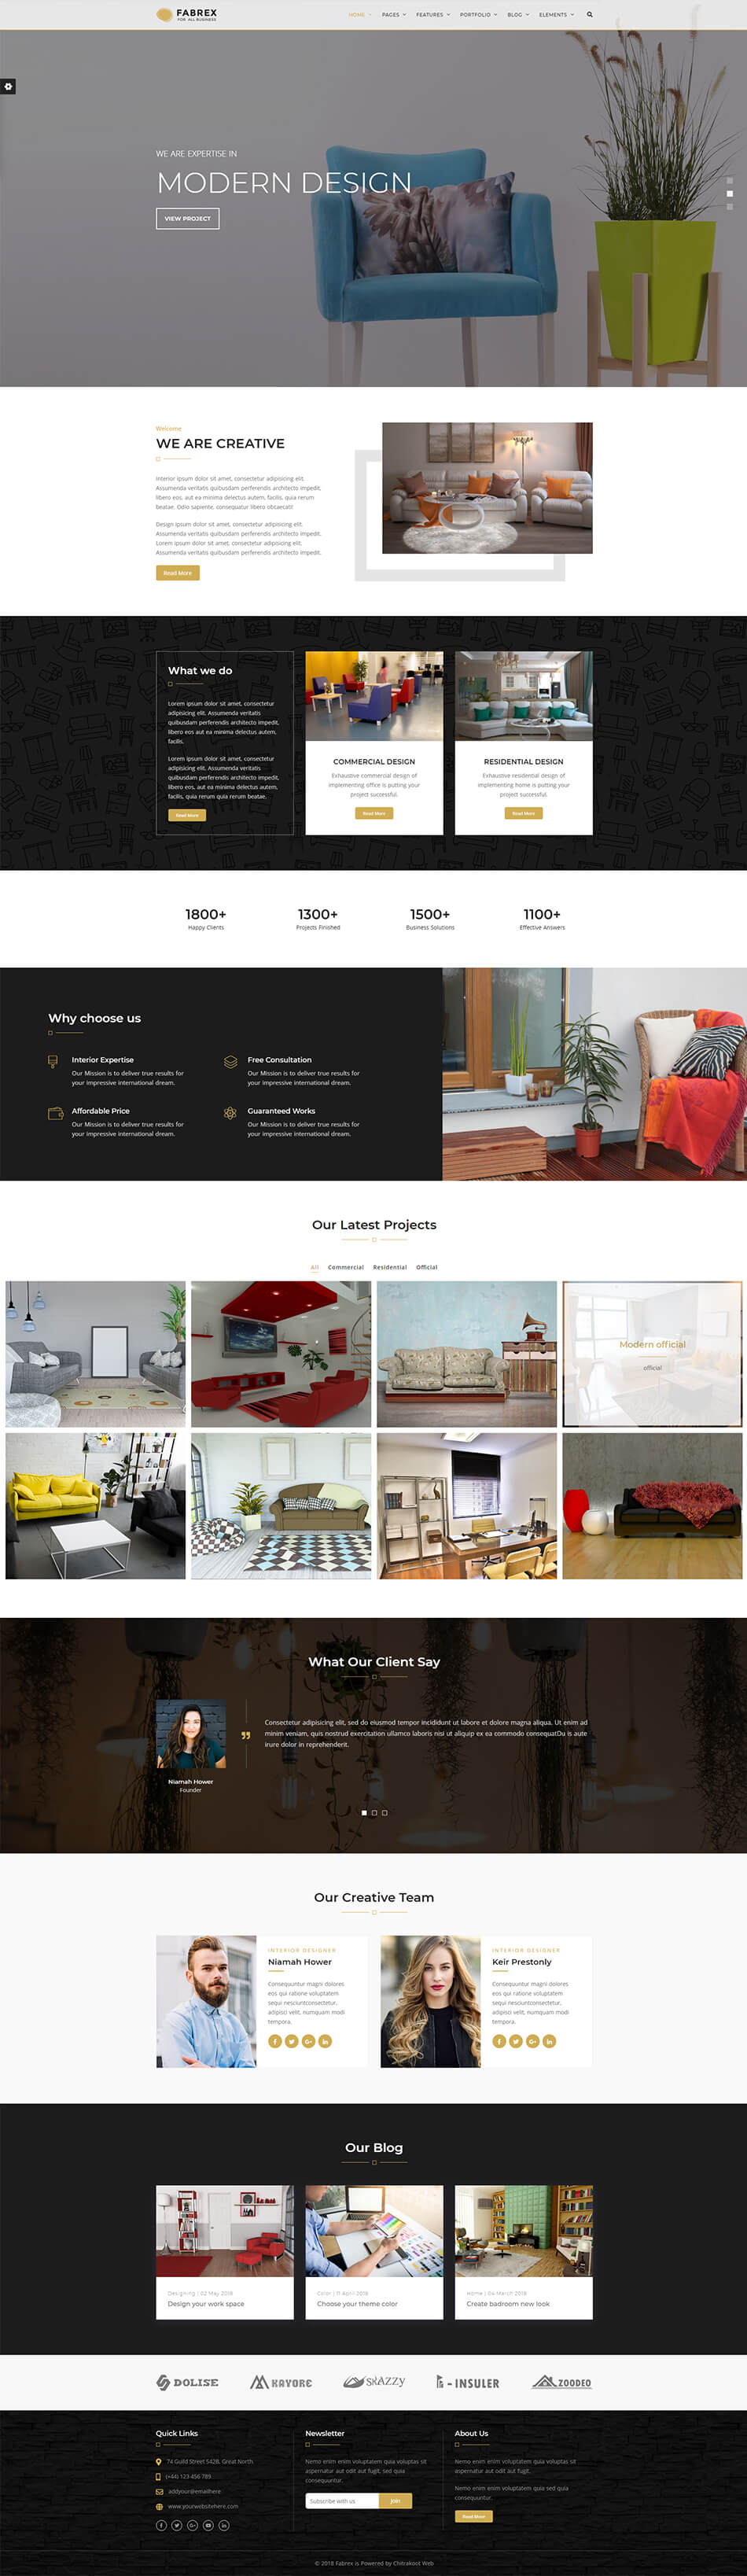 FABREX
FOR ALL BUSINESS
HOME PAGES FEATURES PORTFOLIO BLOG ELEMENTS
WE ARE EXPERTISE IN
MODERN DESIGN
VIEW PROJECT
Welcome
WE ARE CREATIVE
Interior ipsum dolor sit amet, consectetur adipisicing elit.
Assumenda veritatis quibusdam perferendis architecto impedit,
libero eos, aut ea minima delectus autem, facilis, quia rerum
beatae. Odio sapiente, consequatur libero obcaecati!
Design ipsum dolor sit amet, consectetur adipisicing elit.
Assumenda veritatis quibusdam perferendis architecto impedit.
Lorem ipsum dolor sit amet, consectetur adipisicing elit.
Assumenda veritatis quibusdam perferendis architecto impedit.
Read More
What we do
Lorem ipsum dolor sit amet, consectetur
adipisicing elit. Assumenda veritatis
quibusdam perferendis architecto impedit,
libero eos aut ea minima delectus autem,
facilis.
Lorem ipsum dolor sit amet, consectetur
adipisicing elit, Assumenda veritatis
quibusdam perferendis architecto impedit,
libero eos aut ea minima delectus autem,
facilis, quia rerum quia rerum beatae.
Read More
COMMERCIAL DESIGN
Exhaustive commercial design of
implementing office is putting your
project successful.
Read More
RESIDENTIAL DESIGN
Exhaustive residential design of
implementing home is putting your
project successful.
Read More
1800+
Happy Clients
1300+
Projects Finished
1500+
Business Solutions
1100+
Effective Answers
Why choose us
Interior Expertise
Our Mission is to deliver true results for
your impressive international dream.
Free Consultation
Our Mission is to deliver true results for
your impressive international dream.
Affordable Price
Our Mission is to deliver true results for
your impressive international dream.
Guaranteed Works
Our Mission is to deliver true results for
your impressive international dream.
Our Latest Projects
All Commercial Residential Official
Modern official
official
What Our Client Say
Consectetur adipisicing elit, sed do eiusmod tempor incididunt ut labore et dolore magna aliqua. Ut enim ad
minim veniam, quis nostrud exercitation ullamco laboris nisi ut aliquip ex ea commodo consequatDu is aute
irure dolor in reprehenderit.
Niamah Hower
Founder
Our Creative Team
INTERIOR DESIGNER
Niamah Hower
Consequuntur magni dolores
eos qui ratione voluptatem
sequi nesciuntconsectetur,
adipisci velit, numquam modi
tempora.
INTERIOR DESIGNER
Keir Prestonly
Consequuntur magni dolores
eos qui ratione voluptatem
sequi nesciuntconsectetur,
adipisci velit, numquam modi
tempora.
Our Blog
Designing | 02 May 2018
Design your work space
Color | 11 April 2018
Choose your theme color
Home | 04 March 2018
Create badroom new look
DOLISE
KAYORE
SKAZZY
I-INSULER
ZOODEO
Quick Links
74 Guild Street 542B, Great North.
(+44) 123 456 789
addyour@emailhere
www.yourwebsitehere.com
Newsletter
Nemo enim enim voluptatem quia voluptas sit
aspernatur aut odit aut fugit, sed quia
consequuntur.
Subscribe with us
Join
About Us
Nemo enim enim voluptatem quia voluptas sit
aspernatur aut odit aut fugit.
Nemo enim enim voluptatem quia sed quia
consequuntur.
Read More
© 2018 Fabrex is Powered by Chitrakoot Web